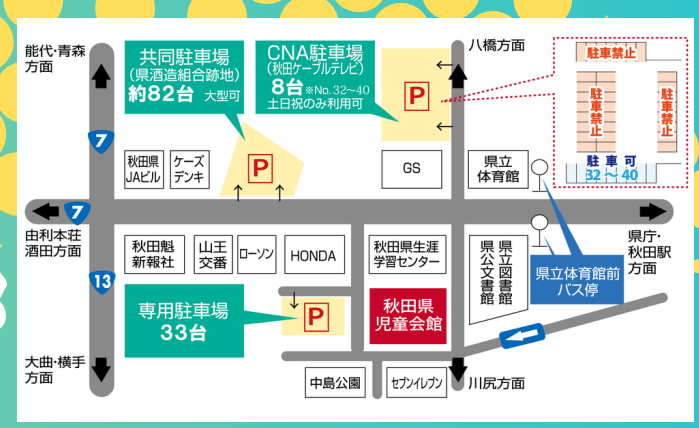 能代・青森
方面
共同駐車場
(県酒造組合跡地)
約82台 大型可
CNA駐車場
(秋田ケーブルテレビ)
8台 ※No.32~40
土日祝のみ利用可
八橋方面
駐車禁止
駐車禁止
駐車禁止
駐車可
32~40
P
7
秋田県
JAビル
ケーズ
デンキ
P
GS
県立
体育館
7
由利本荘
酒田方面
県庁・
秋田駅
方面
秋田魁
新報社
山王
交番
ローソン
HONDA
秋田県生涯
学習センター
県立図書館
県公文書館
県立体育館前
バス停
13
専用駐車場
33台
P
秋田県
児童会館
大曲・横手
方面
中島公園
セブンイレブン
川尻方面